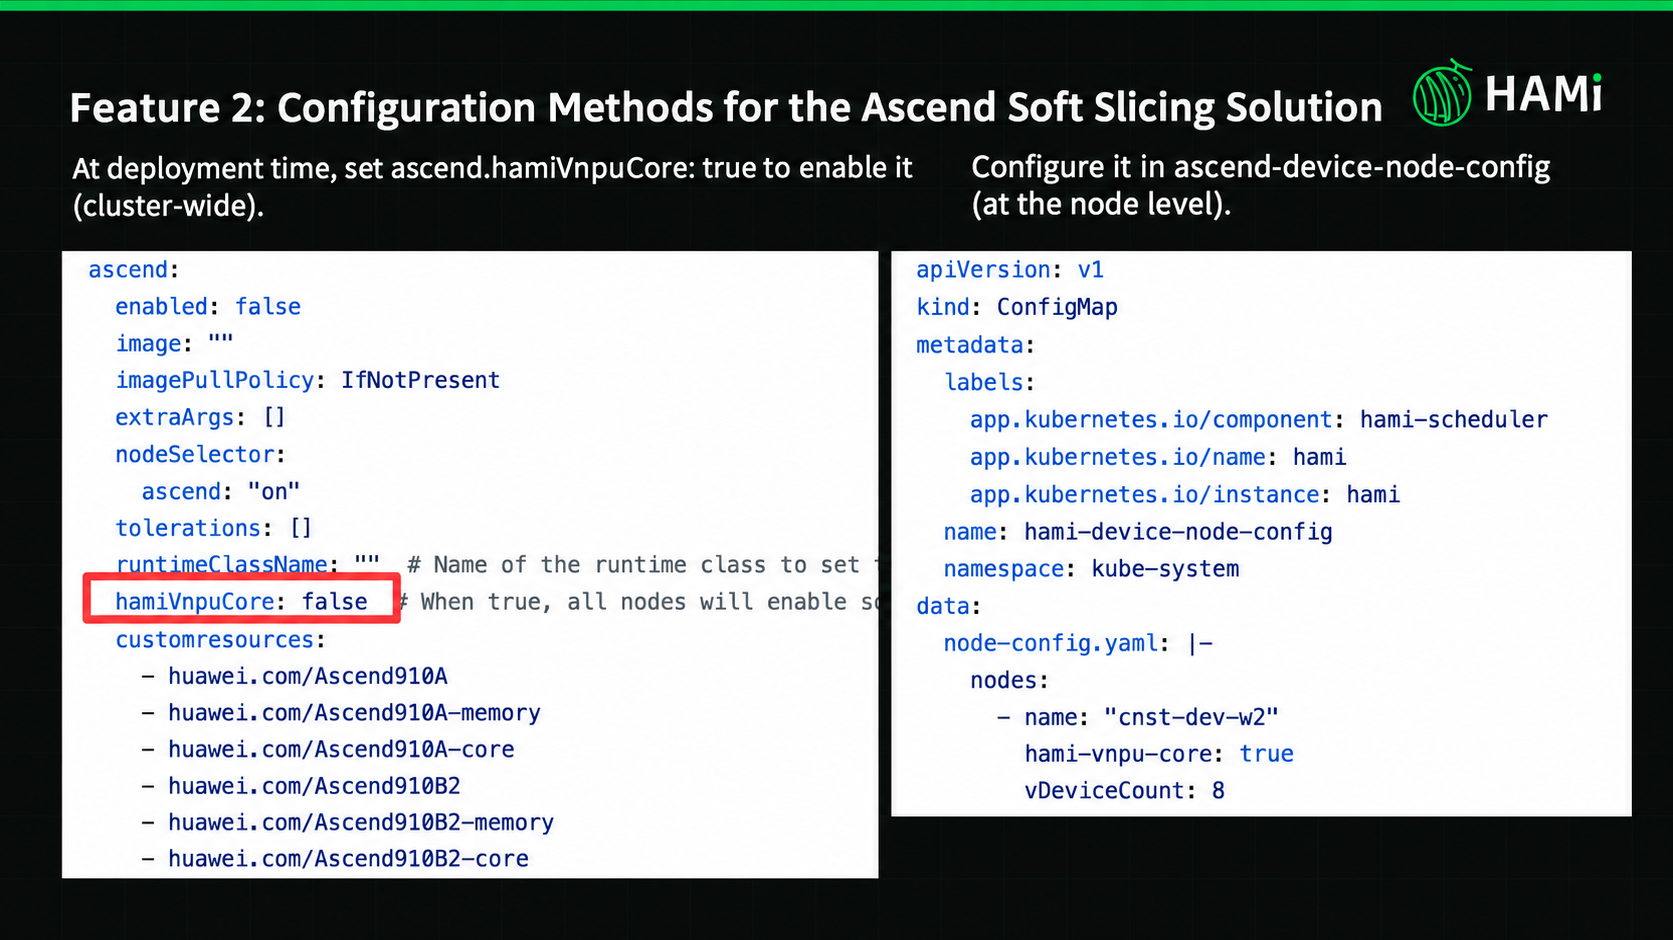 Feature 2: Configuration Methods for the Ascend Soft Slicing Solution
HAMi
At deployment time, set ascend.hamiVnpuCore: true to enable it
(cluster-wide).
ascend:
enabled: false
image: ""
imagePullPolicy: IfNotPresent
extraArgs: []
nodeSelector:
ascend: "on"
tolerations: []
runtimeClassName: "" # Name of the runtime class to set
hamiVnpuCore: false # When true, all nodes will enable
customresources:
- huawei.com/Ascend910A
- huawei.com/Ascend910A-memory
- huawei.com/Ascend910A-core
- huawei.com/Ascend910B2
- huawei.com/Ascend910B2-memory
- huawei.com/Ascend910B2-core
Configure it in ascend-device-node-config
(at the node level).
apiVersion: v1
kind: ConfigMap
metadata:
labels:
app.kubernetes.io/component: hami-scheduler
app.kubernetes.io/name: hami
app.kubernetes.io/instance: hami
name: hami-device-node-config
namespace: kube-system
data:
node-config.yaml: |-
nodes:
- name: "cnst-dev-w2"
hami-vnpu-core: true
vDeviceCount: 8